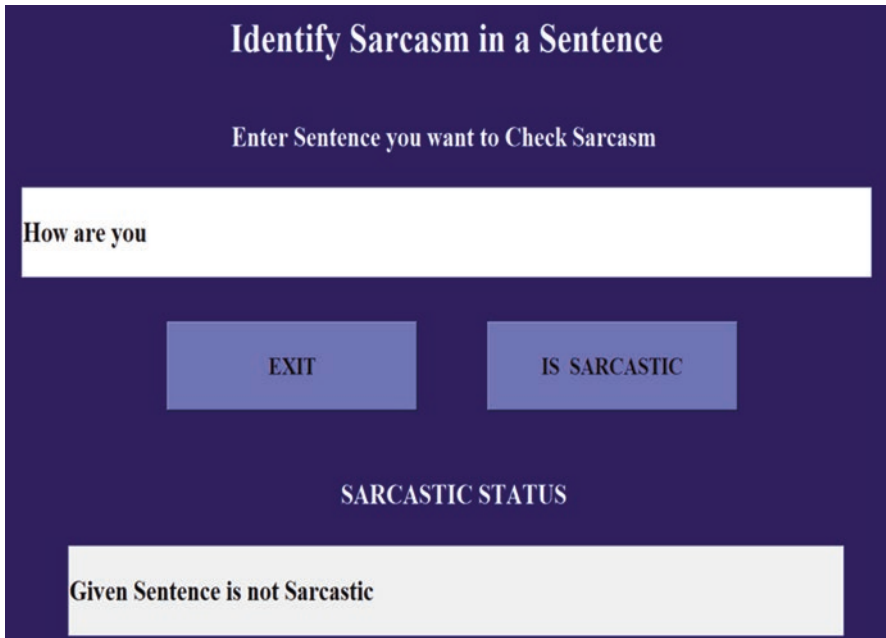 Identify Sarcasm in a Sentence
Enter Sentence you want to Check Sarcasm
How are you
EXIT
IS SARCASTIC
SARCASTIC STATUS
Given Sentence is not Sarcastic